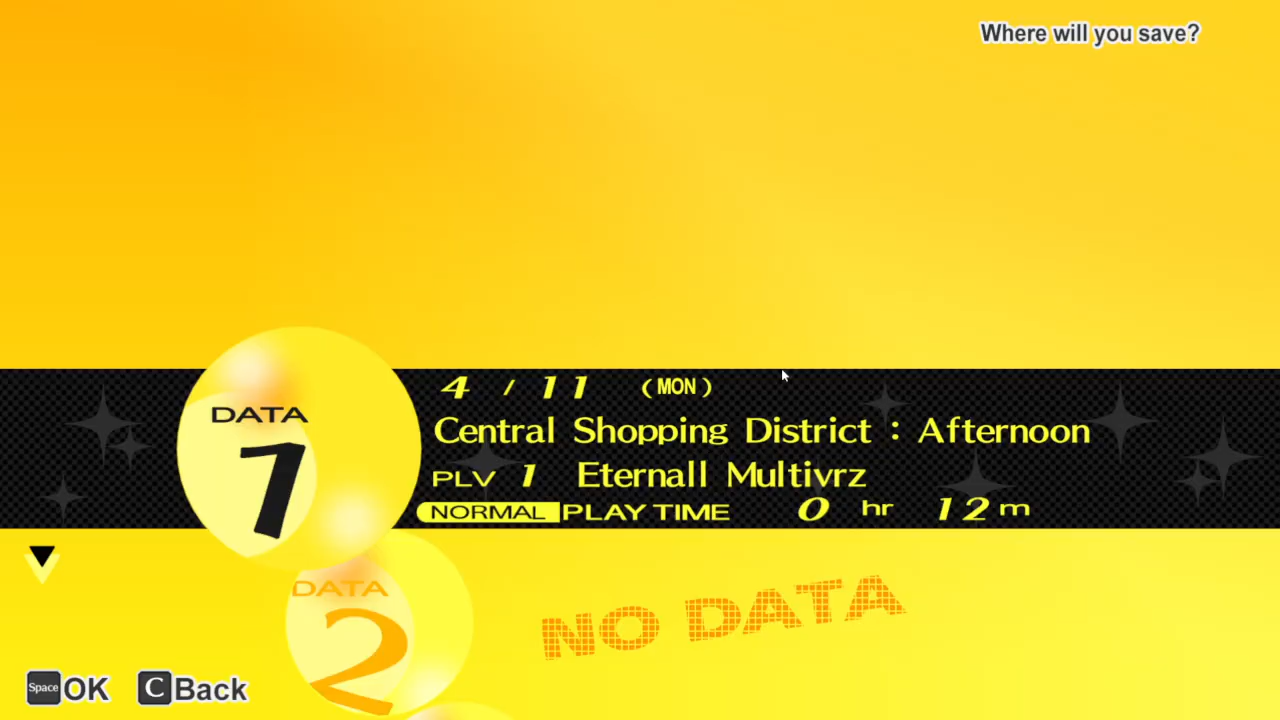 Where will you save?
4 / 11 (MON)
DATA
1
Central Shopping District : Afternoon
PLV 1 Eternall Multivrz
NORMAL PLAY TIME 0 hr 12 m
DATA
2
NO DATA
Space OK C Back